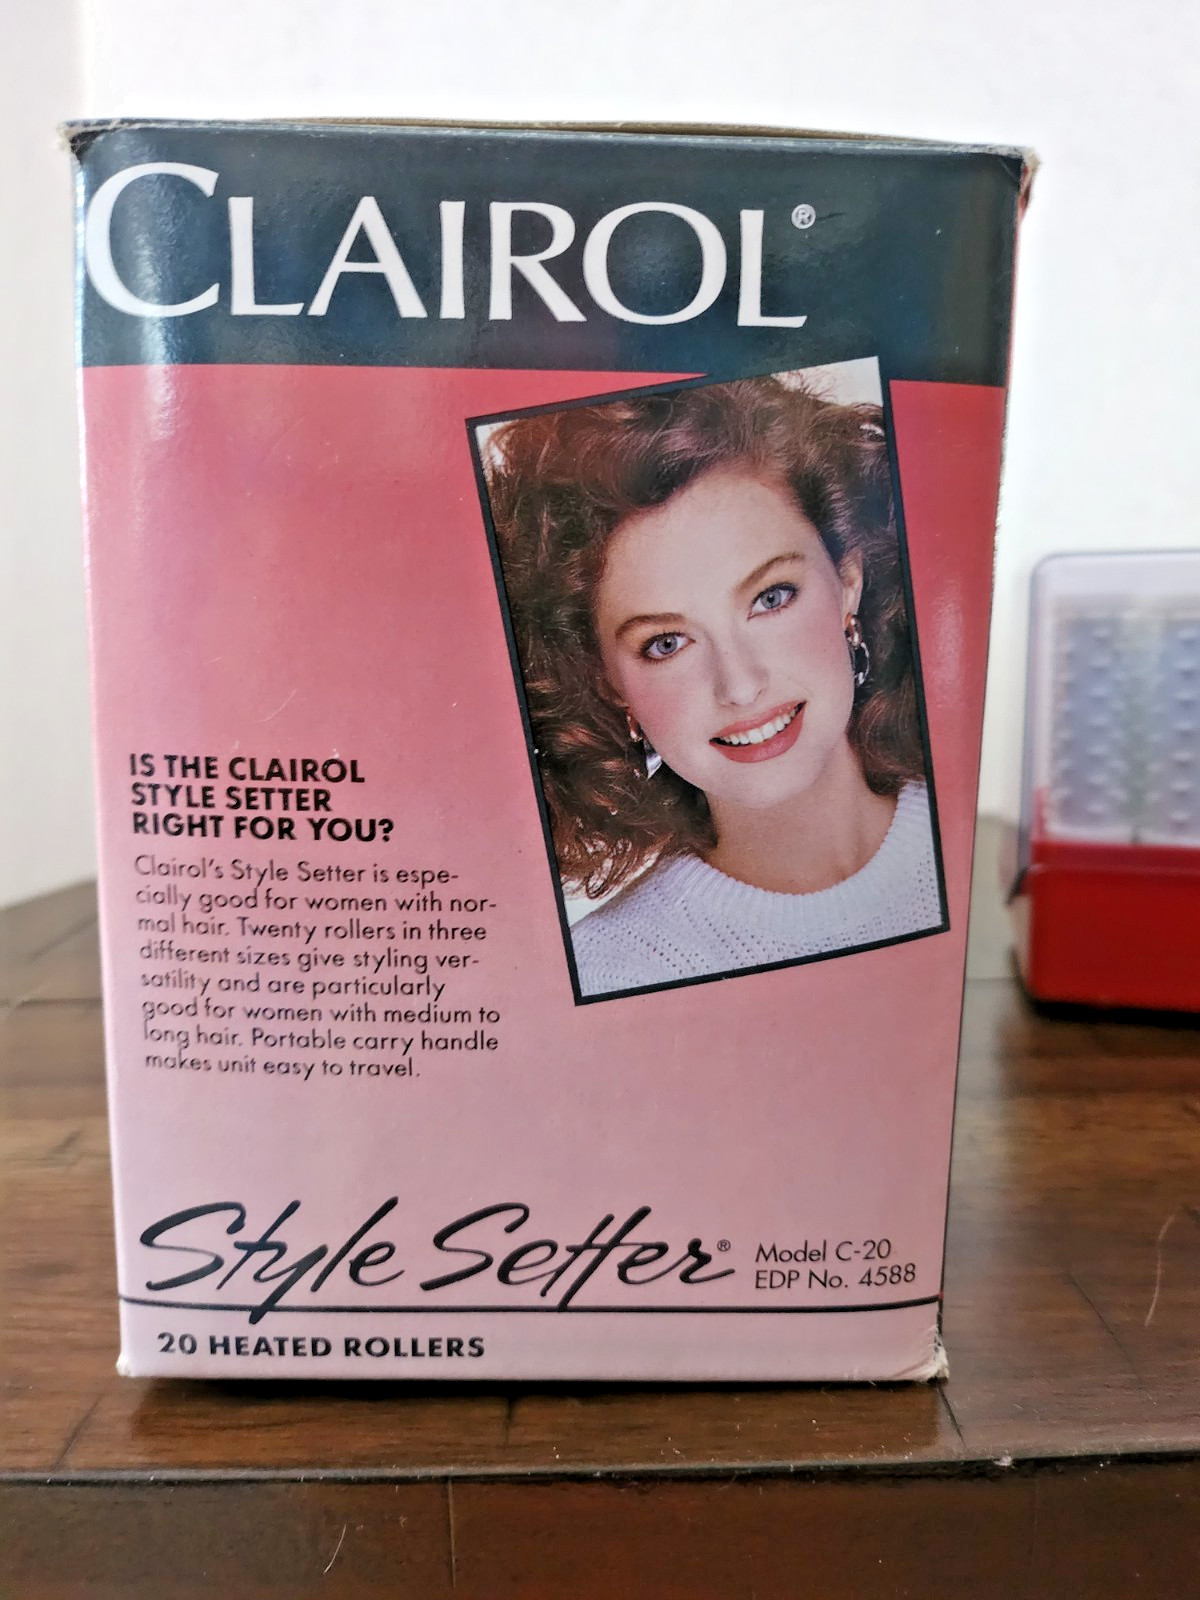 CLAIROL®
IS THE CLAIROL
STYLE SETTER
RIGHT FOR YOU?
Clairol's Style Setter is espe-
cially good for women with nor-
mal hair. Twenty rollers in three
different sizes give styling ver-
satility and are particularly
good for women with medium to
long hair. Portable carry handle
makes unit easy to travel.
Style Setter®
Model C-20
EDP No. 4588
20 HEATED ROLLERS